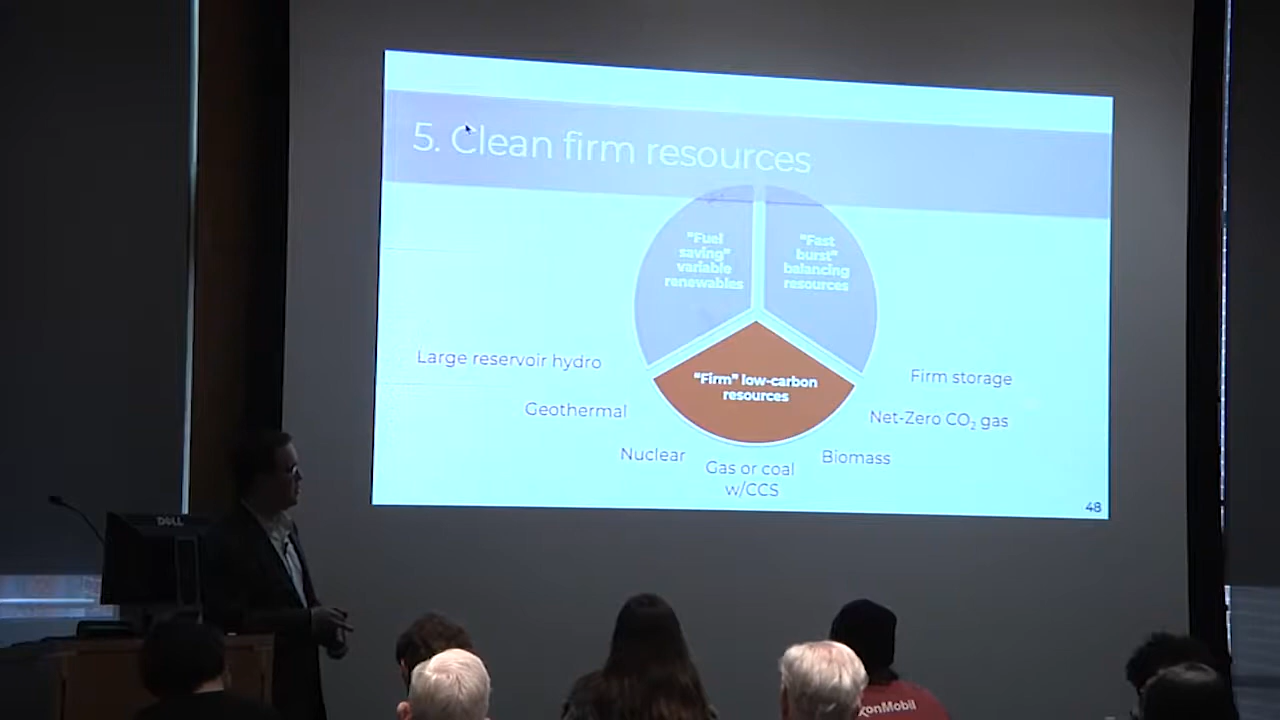 5. Clean firm resources
"Fuel
saving"
variable
renewables
"Fast
burst"
balancing
resources
"Firm" low-carbon
resources
Large reservoir hydro
Geothermal
Nuclear
Gas or coal
w/CCS
Biomass
Net-Zero CO₂ gas
Firm storage
48
DELL
xonMobil